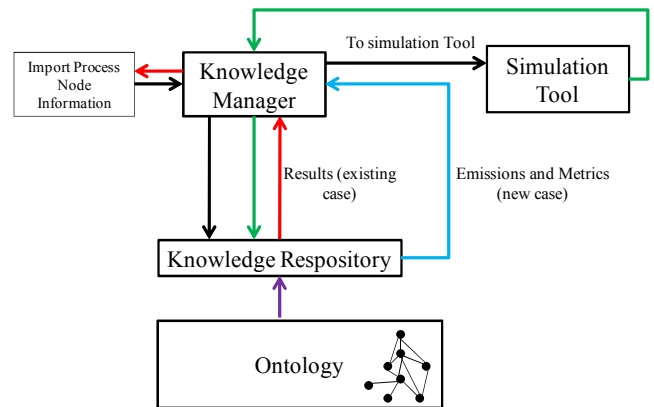 To simulation Tool
Import Process
Node
Information
Knowledge
Manager
Simulation
Tool
Results (existing
case)
Emissions and Metrics
(new case)
Knowledge Respository
Ontology